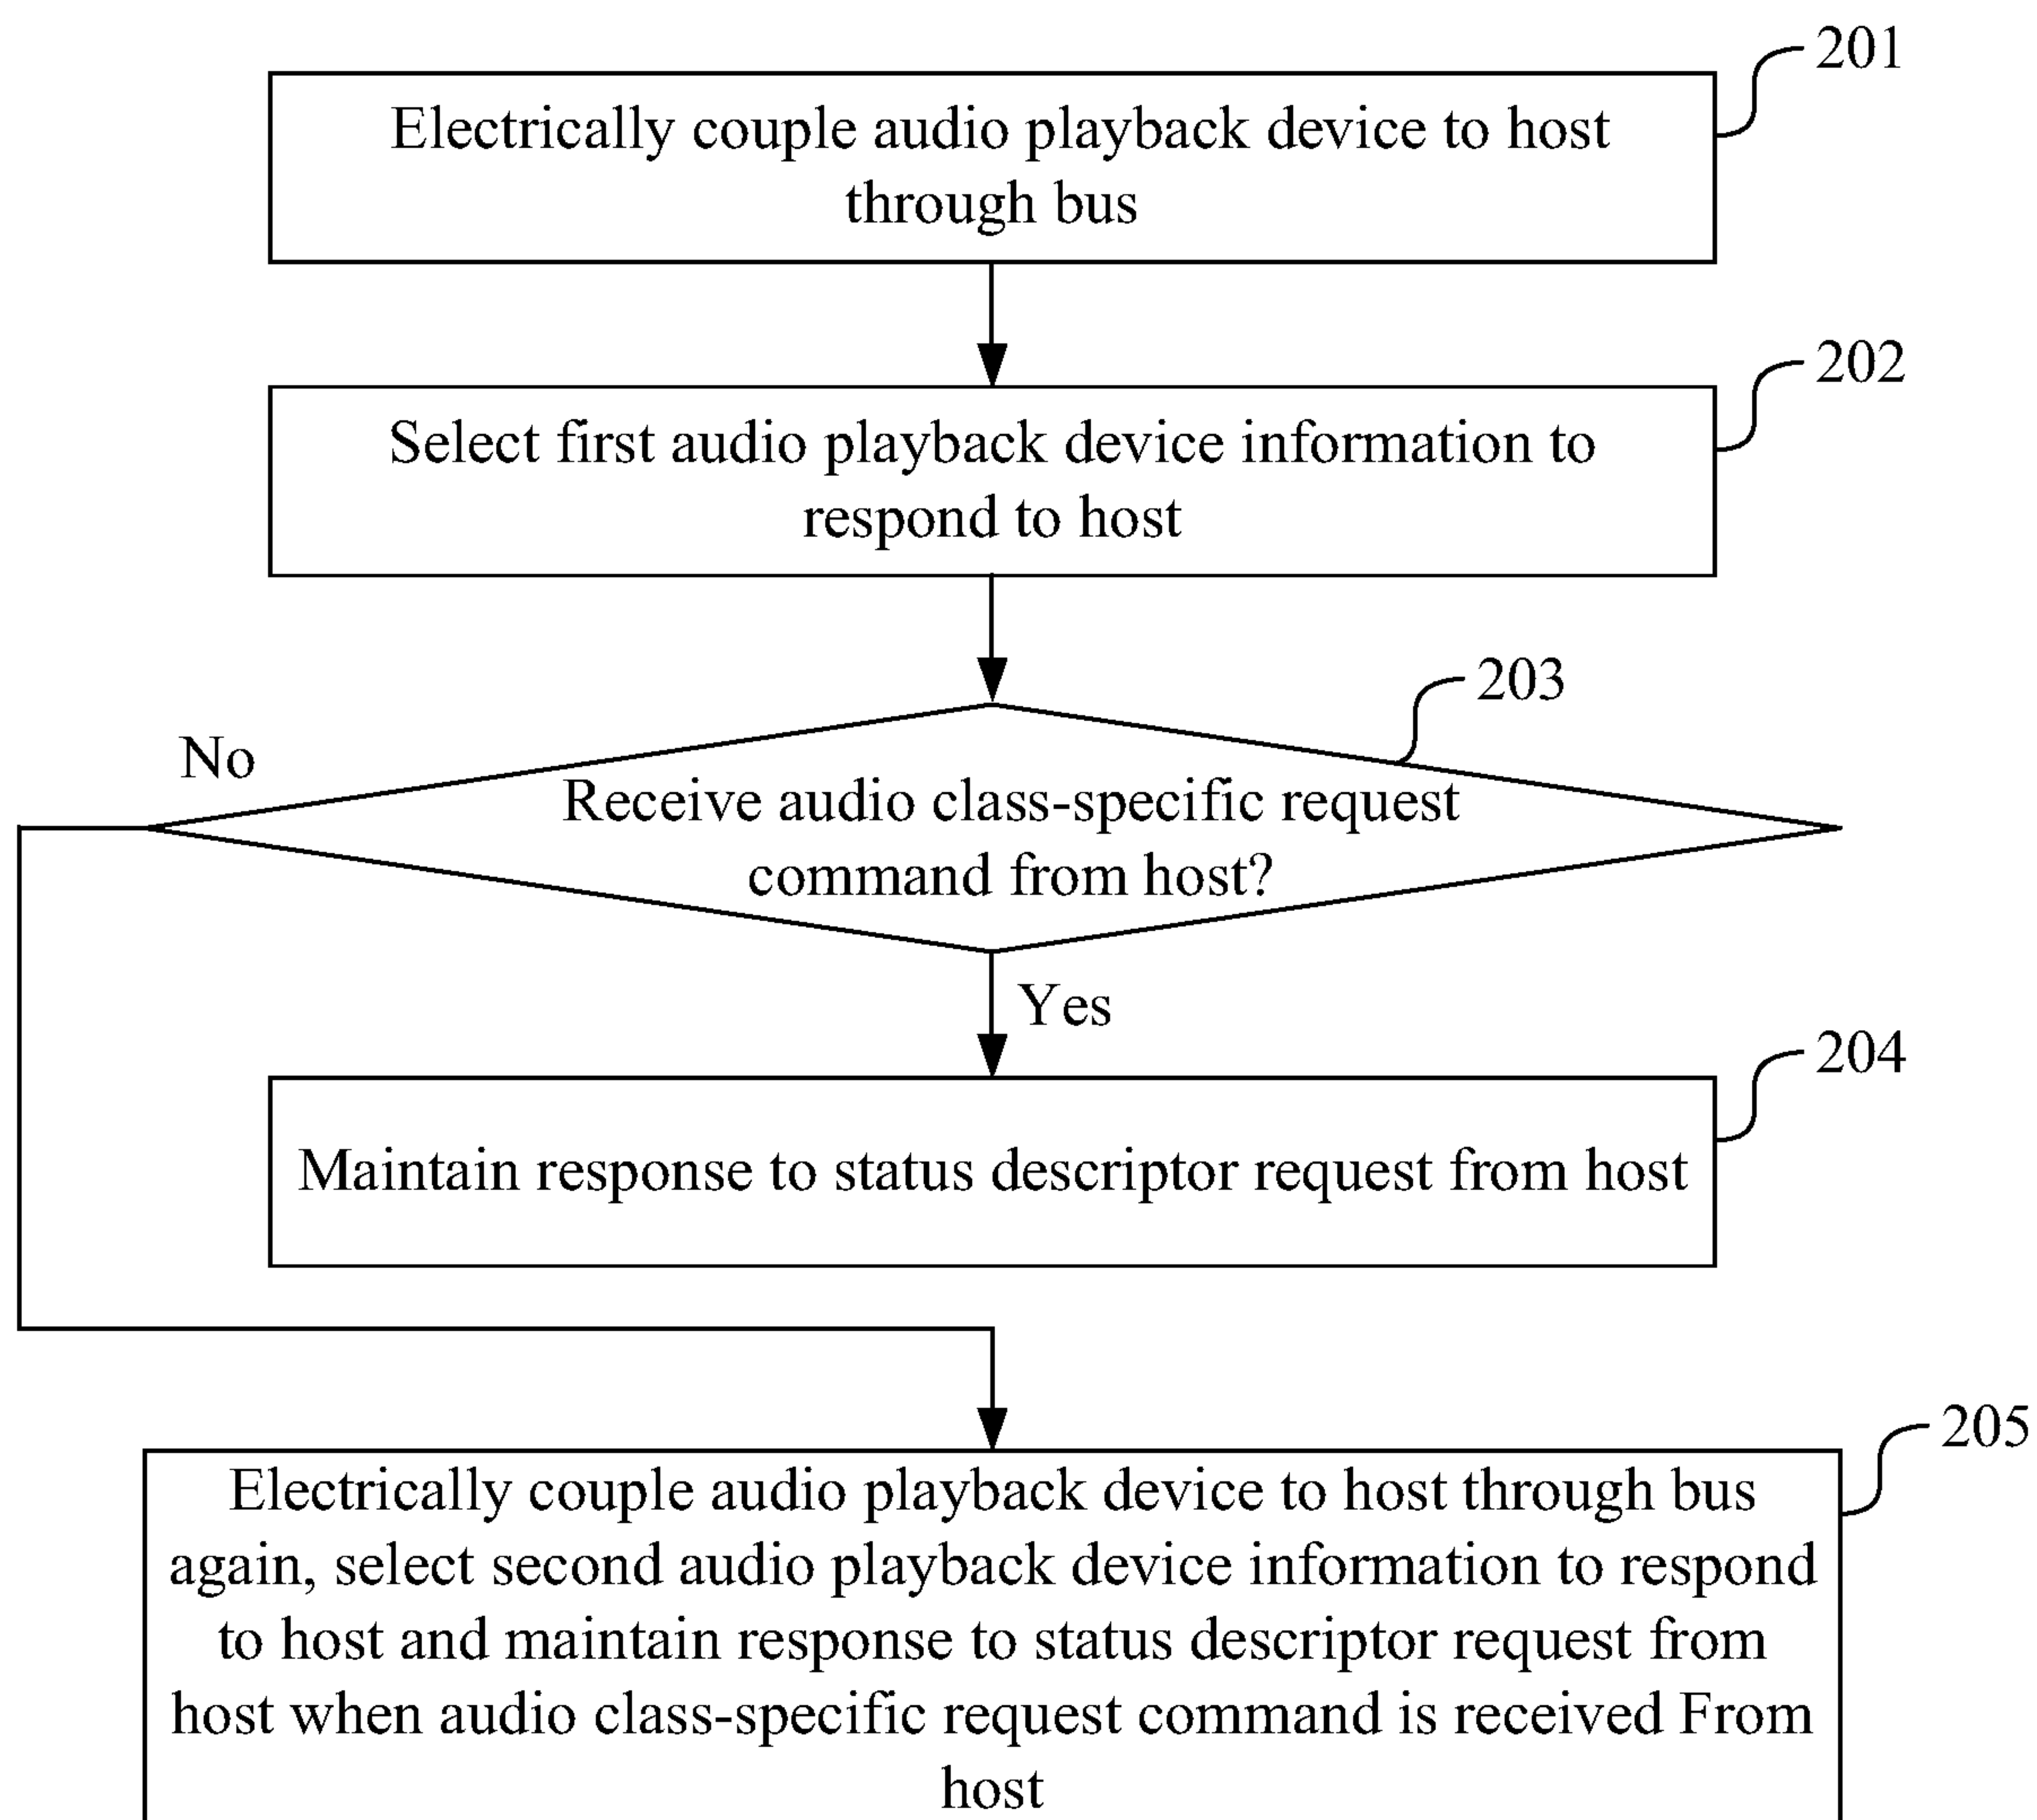 201
Electrically couple audio playback device to host
through bus
202
Select first audio playback device information to
respond to host
203
No
Receive audio class-specific request
command from host?
Yes
204
Maintain response to status descriptor request from host
205
Electrically couple audio playback device to host through bus
again, select second audio playback device information to respond
to host and maintain response to status descriptor request from
host when audio class-specific request command is received From
host